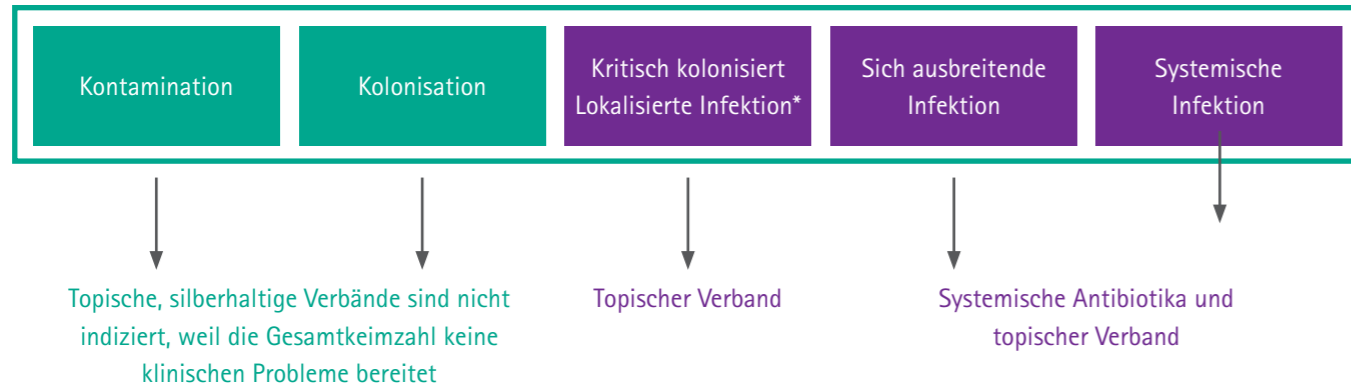 Kontamination
Kolonisation
Kritisch kolonisiert
Lokalisierte Infektion*
Sich ausbreitende
Infektion
Systemische
Infektion
Topische, silberhaltige Verbände sind nicht
indiziert, weil die Gesamtkeimzahl keine
klinischen Probleme bereitet
Topischer Verband
Systemische Antibiotika und
topischer Verband